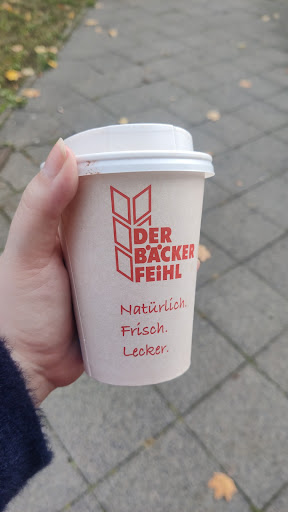 DER
BÄCKER
FEiHL
Natürlich.
Frisch.
Lecker.